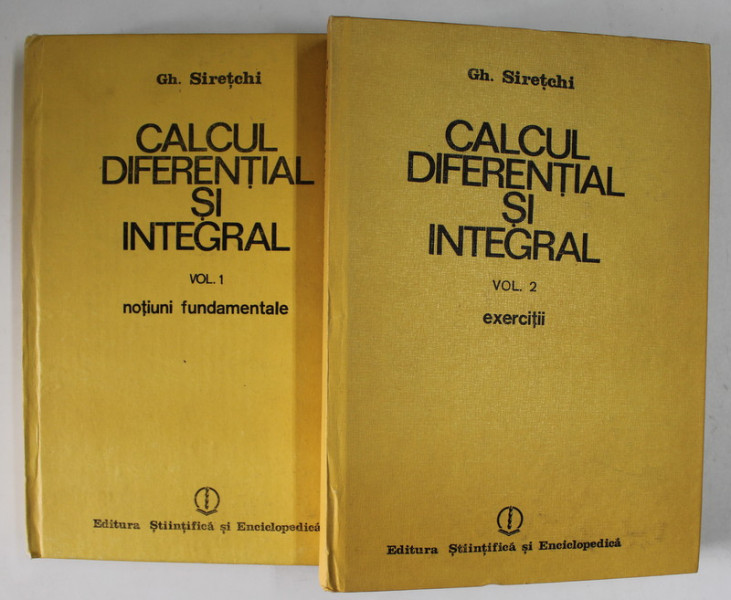 Gh. Sirețchi
CALCUL
DIFERENȚIAL
ȘI
INTEGRAL
VOL. 1
noțiuni fundamentale
Editura Științifică și Enciclopedică
Gh. Sirețchi
CALCUL
DIFERENȚIAL
ȘI
INTEGRAL
VOL. 2
exerciții
Editura Științifică și Enciclopedică